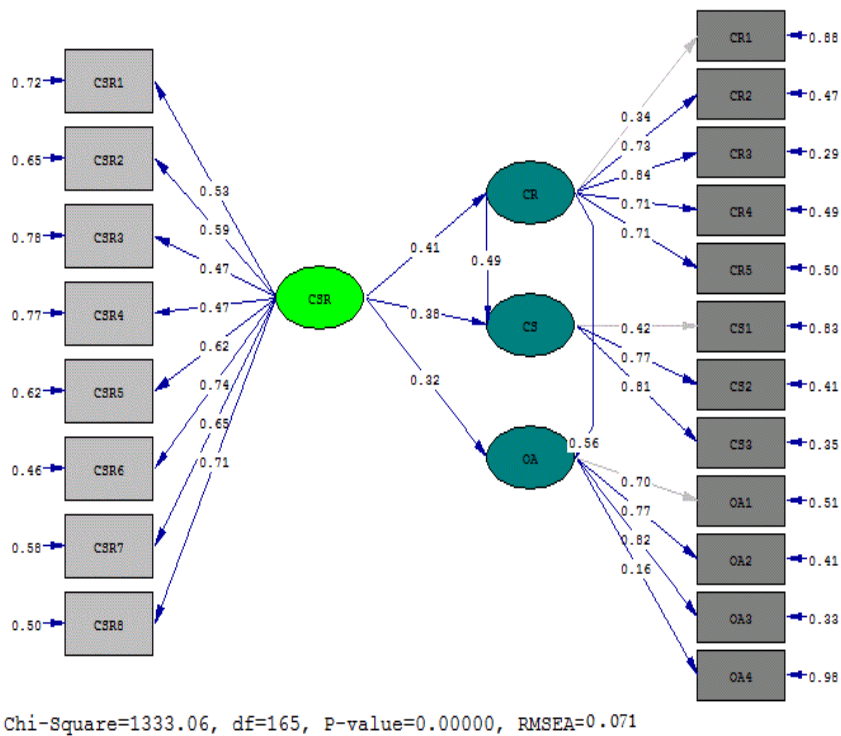 CR1
0.88
CSR1
0.72
CR2
0.47
0.34
0.73
CSR2
0.65
CR3
0.29
0.84
0.53
CR
0.71
CR4
0.49
0.59
0.71
CSR3
0.78
0.41
0.47
0.49
CR5
0.50
CSR
CSR4
0.77
0.47
0.38
CS
0.42
CS1
0.83
0.62
0.77
0.32
0.81
CS2
0.41
CSR5
0.62
0.74
0.65
0.56
CS3
0.35
0.71
OA
CSR6
0.46
0.70
OA1
0.51
0.77
0.82
CSR7
0.58
0.16
OA2
0.41
OA3
0.33
CSR8
0.50
OA4
0.98
Chi-Square=1333.06, df=165, P-value=0.00000, RMSEA=0.071